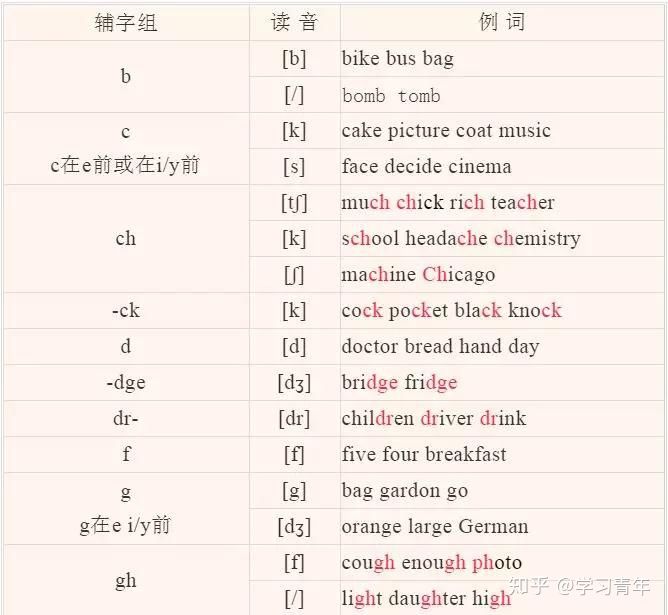 辅字组 读 音 例 词
b [b] bike bus bag
[/] bomb tomb
c [k] cake picture coat music
c在e前或在i/y前 [s] face decide cinema
ch [tʃ] much chick rich teacher
[k] school headache chemistry
[ʃ] machine Chicago
-ck [k] cock pocket black knock
d [d] doctor bread hand day
-dge [dʒ] bridge fridge
dr- [dr] children driver drink
f [f] five four breakfast
g [g] bag gardon go
g在e i/y前 [dʒ] orange large German
gh [f] cough enough photo
[/] light daughter high
知乎 @学习青年